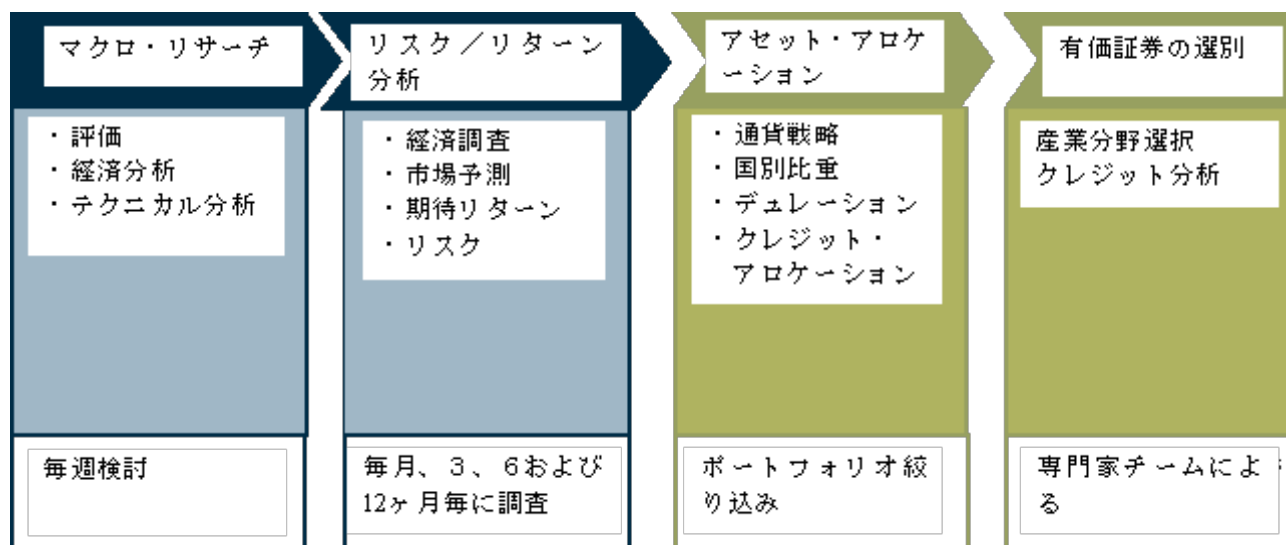 マクロ・リサーチ
・評価
・経済分析
・テクニカル分析
毎週検討
リスク／リターン
分析
・経済調査
・市場予測
・期待リターン
・リスク
毎月、３、６および
12ヶ月毎に調査
アセット・アロケ
ーション
・通貨戦略
・国別比重
・デュレーション
・クレジット・
アロケーション
ポートフォリオ絞
り込み
有価証券の選別
産業分野選択
クレジット分析
専門家チームによ
る